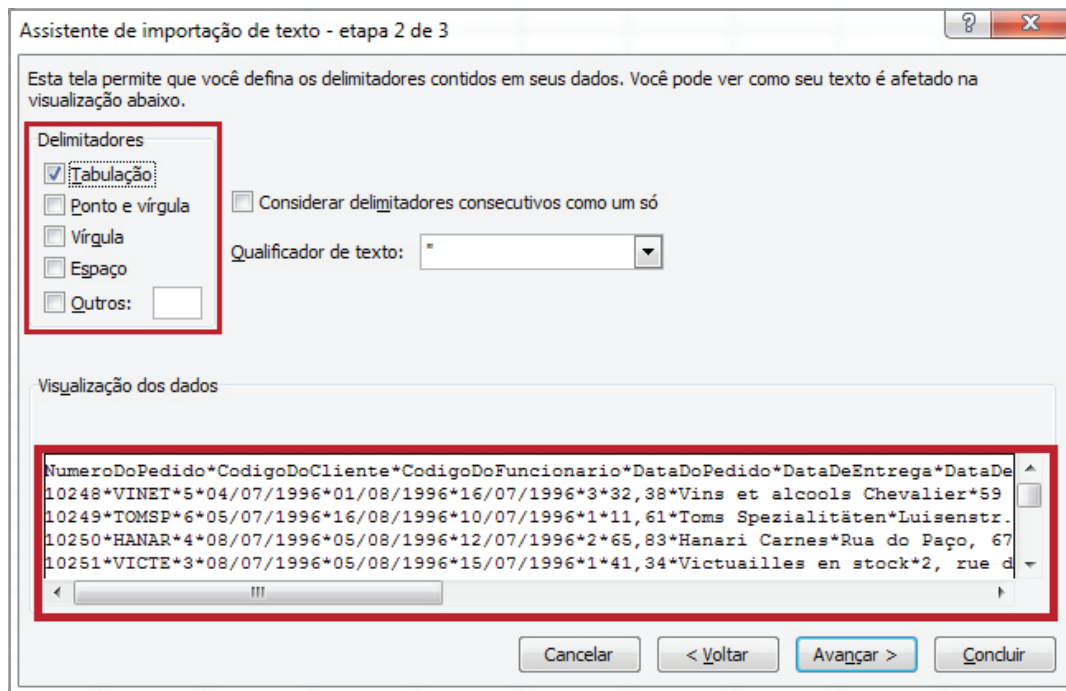 Assistente de importação de texto - etapa 2 de 3
Esta tela permite que você defina os delimitadores contidos em seus dados. Você pode ver como seu texto é afetado na
visualização abaixo.
Delimitadores
Tabulação
Ponto e vírgula
Vírgula
Espaço
Outros:
Considerar delimitadores consecutivos como um só
Qualificador de texto: "
Visualização dos dados
NumeroDoPedido*CodigoDoCliente*CodigoDoFuncionario*DataDoPedido*DataDeEntrega*DataDe
10248*VINET*5*04/07/1996*01/08/1996*16/07/1996*3*32,38*Vins et alcools Chevalier*59
10249*TOMSP*6*05/07/1996*16/08/1996*10/07/1996*1*11,61*Toms Spezialitäten*Luisenstr.
10250*HANAR*4*08/07/1996*05/08/1996*12/07/1996*2*65,83*Hanari Carnes*Rua do Paço, 67
10251*VICTE*3*08/07/1996*05/08/1996*15/07/1996*1*41,34*Victuailles en stock*2, rue d
Cancelar < Voltar Avançar > Concluir